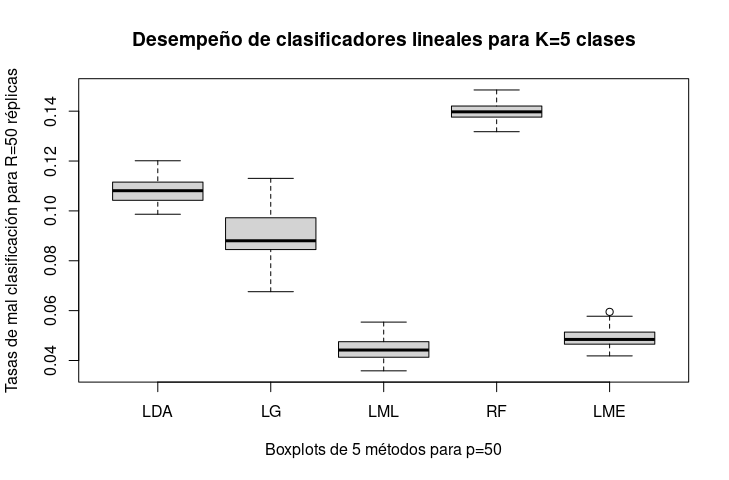 Desempeño de clasificadores lineales para K=5 clases
Tasas de mal clasificación para R=50 réplicas
0.14
0.12
0.10
0.08
0.06
0.04
LDA LG LML RF LME
Boxplots de 5 métodos para p=50